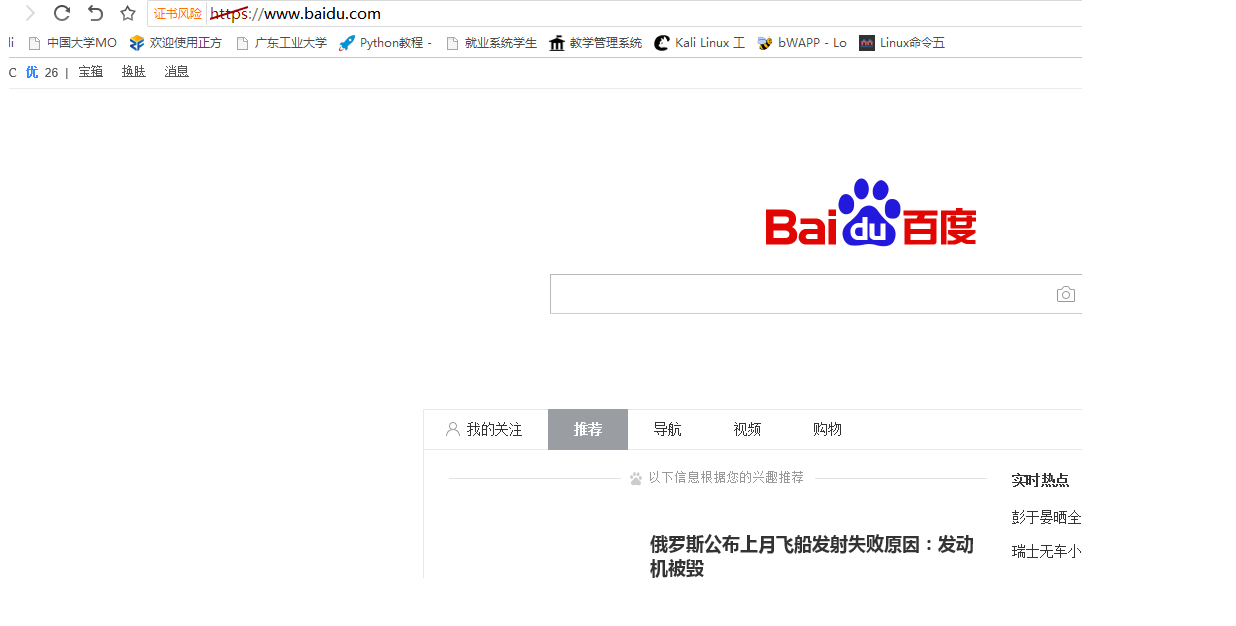 证书风险 https://www.baidu.com
li 中国大学MO 欢迎使用正方 广东工业大学 Python教程 - 就业系统学生 教学管理系统 Kali Linux 工 bWAPP - Lo Linux命令五
C 优 26 | 宝箱 换肤 消息
Bai du 百度
我的关注 推荐 导航 视频 购物
以下信息根据您的兴趣推荐
实时热点
彭于晏晒全
俄罗斯公布上月飞船发射失败原因：发动
机被毁
瑞士无车小